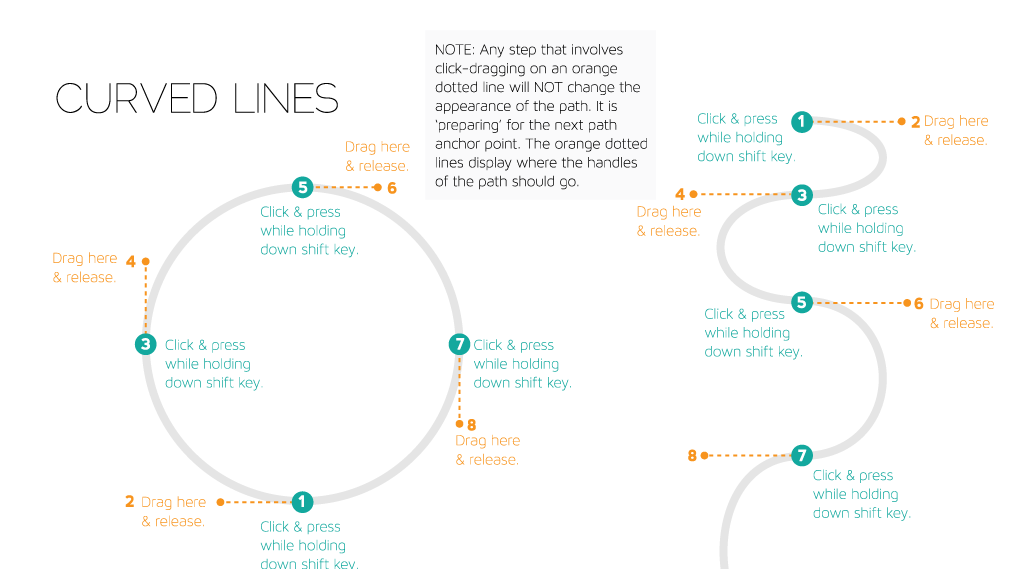 CURVED LINES
NOTE: Any step that involves
click-dragging on an orange
dotted line will NOT change the
appearance of the path. It is
‘preparing’ for the next path
anchor point. The orange dotted
lines display where the handles
of the path should go.
Drag here
& release.
5
6
Click & press
while holding
down shift key.
Drag here
& release.
4
3
Click & press
while holding
down shift key.
7
Click & press
while holding
down shift key.
8
Drag here
& release.
2
Drag here
& release.
1
Click & press
while holding
down shift key.
Click & press
while holding
down shift key.
1
2
Drag here
& release.
4
Drag here
& release.
3
Click & press
while holding
down shift key.
5
6
Drag here
& release.
Click & press
while holding
down shift key.
8
7
Click & press
while holding
down shift key.